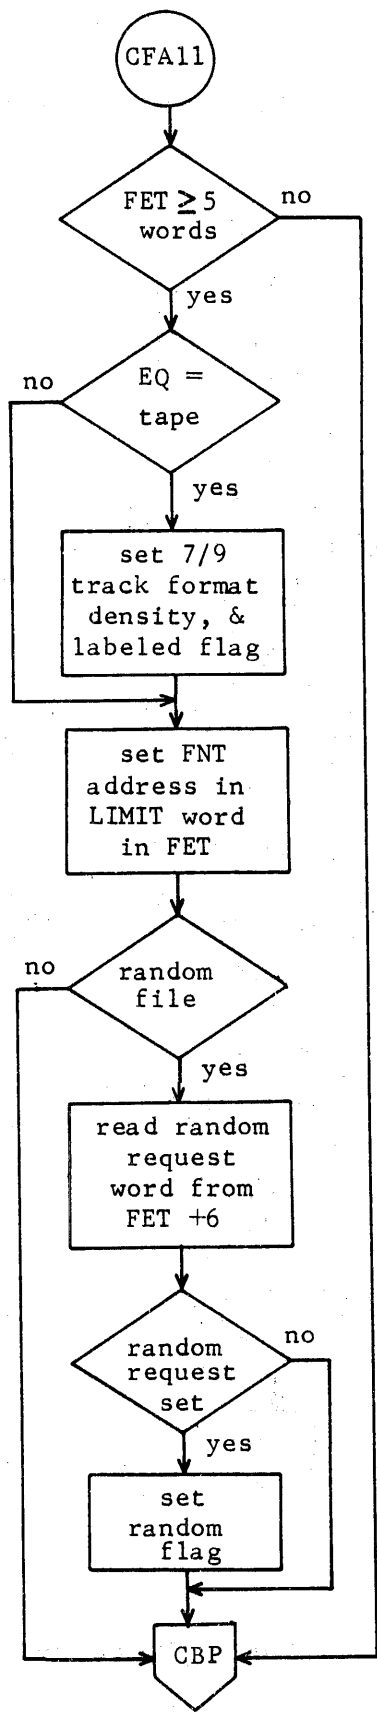 CFA11
FET ≥ 5
words
no
yes
EQ =
tape
no
yes
set 7/9
track format
density, &
labeled flag
set FNT
address in
LIMIT word
in FET
random
file
no
yes
read random
request
word from
FET +6
random
request
set
no
yes
set
random
flag
CBP